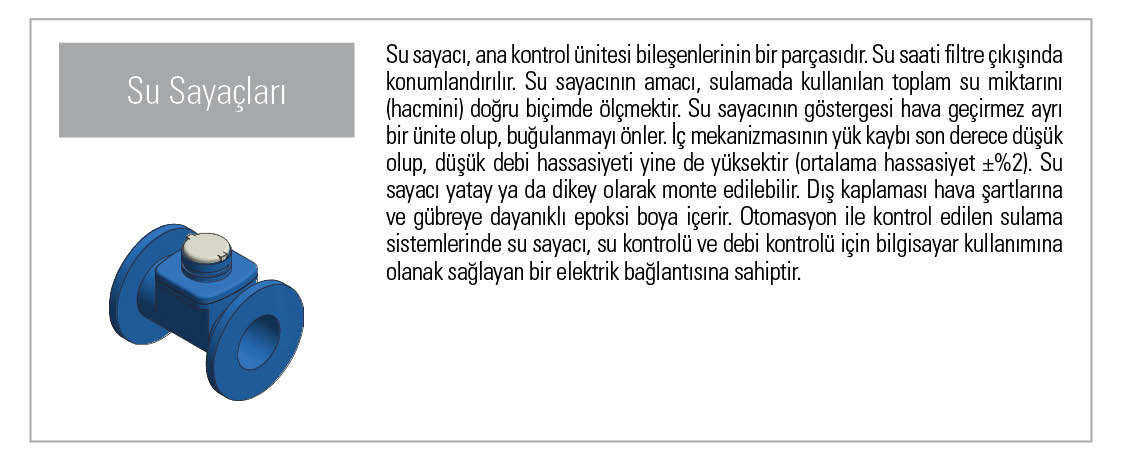 Su Sayaçları
Su sayacı, ana kontrol ünitesi bileşenlerinin bir parçasıdır. Su saati filtre çıkışında
konumlandırılır. Su sayacının amacı, sulamada kullanılan toplam su miktarını
(hacmini) doğru biçimde ölçmektir. Su sayacının göstergesi hava geçirmez ayrı
bir ünite olup, buğulanmayı önler. İç mekanizmasının yük kaybı son derece düşük
olup, düşük debi hassasiyeti yine de yüksektir (ortalama hassasiyet ±%2). Su
sayacı yatay ya da dikey olarak monte edilebilir. Dış kaplaması hava şartlarına
ve gübreye dayanıklı epoksi boya içerir. Otomasyon ile kontrol edilen sulama
sistemlerinde su sayacı, su kontrolü ve debi kontrolü için bilgisayar kullanımına
olanak sağlayan bir elektrik bağlantısına sahiptir.